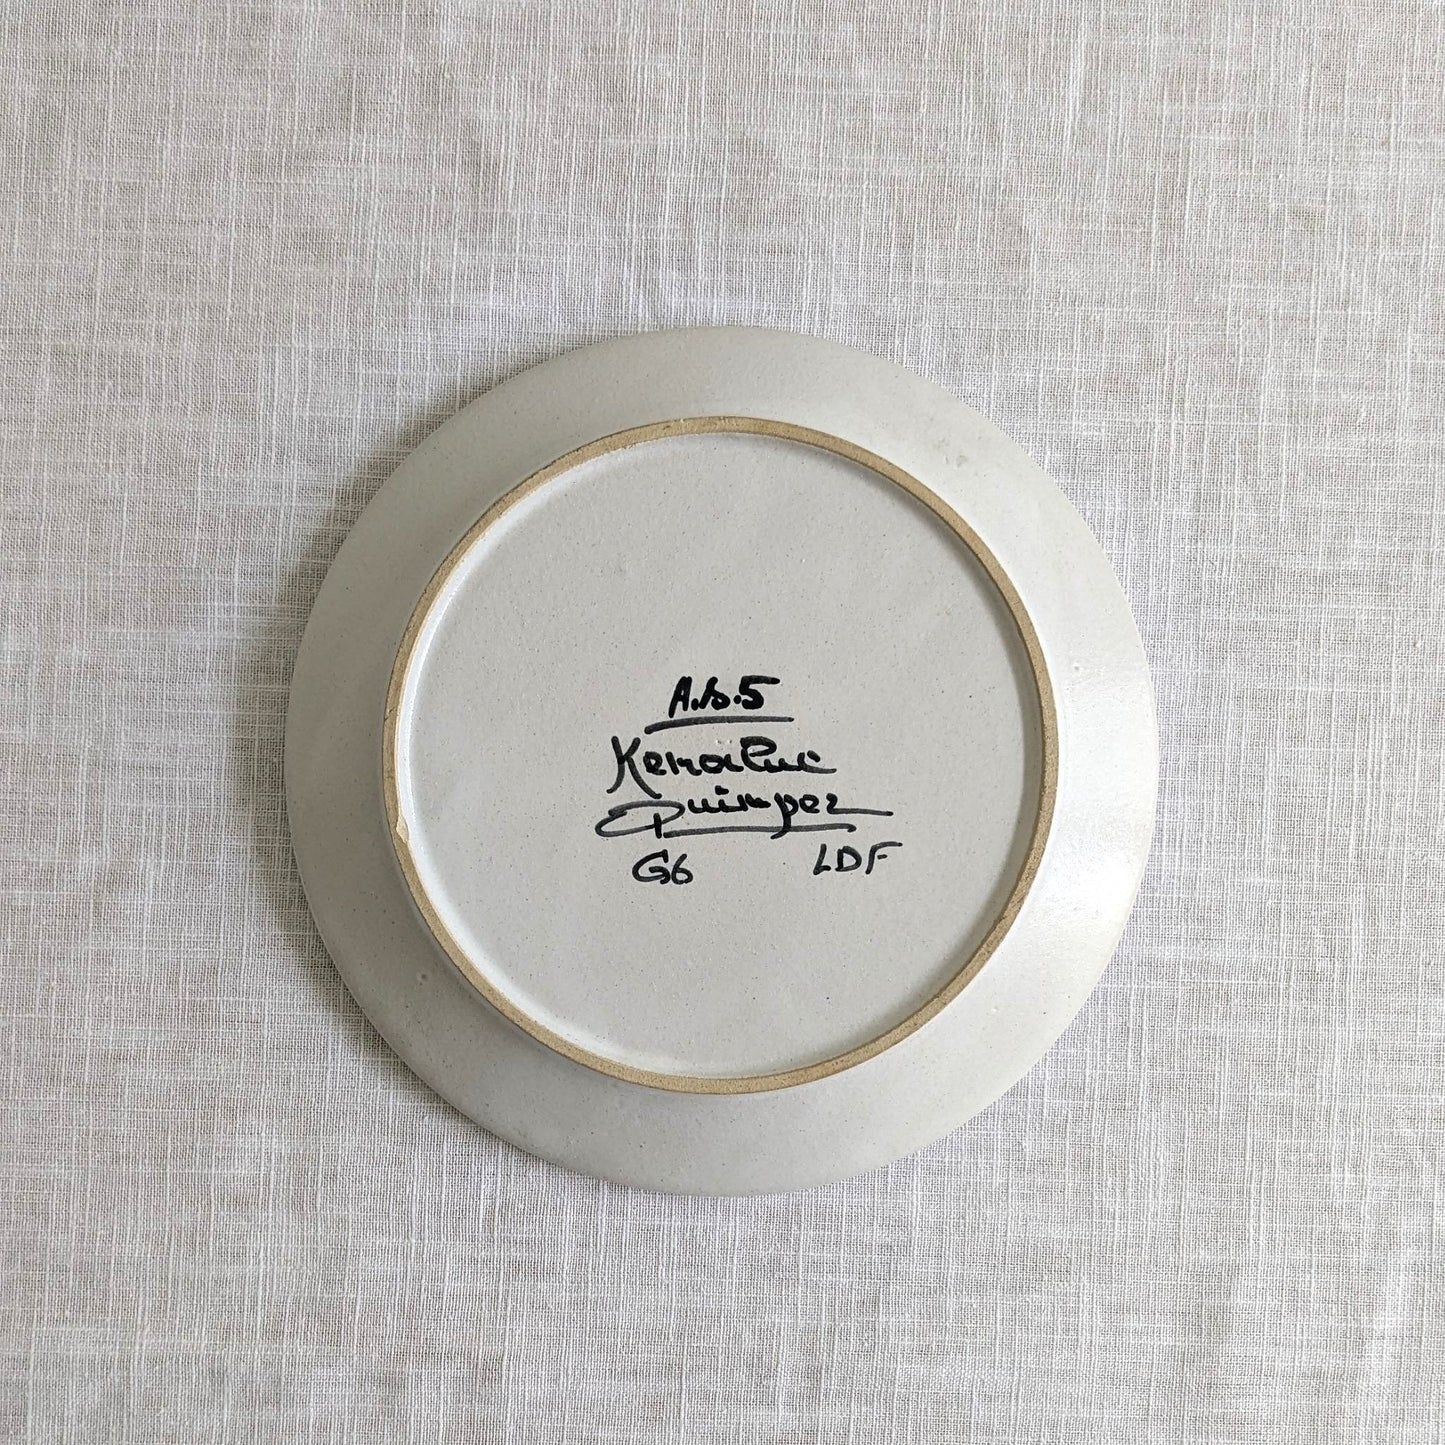 A.S.5
Keraluc
Quimper
G6 LDF